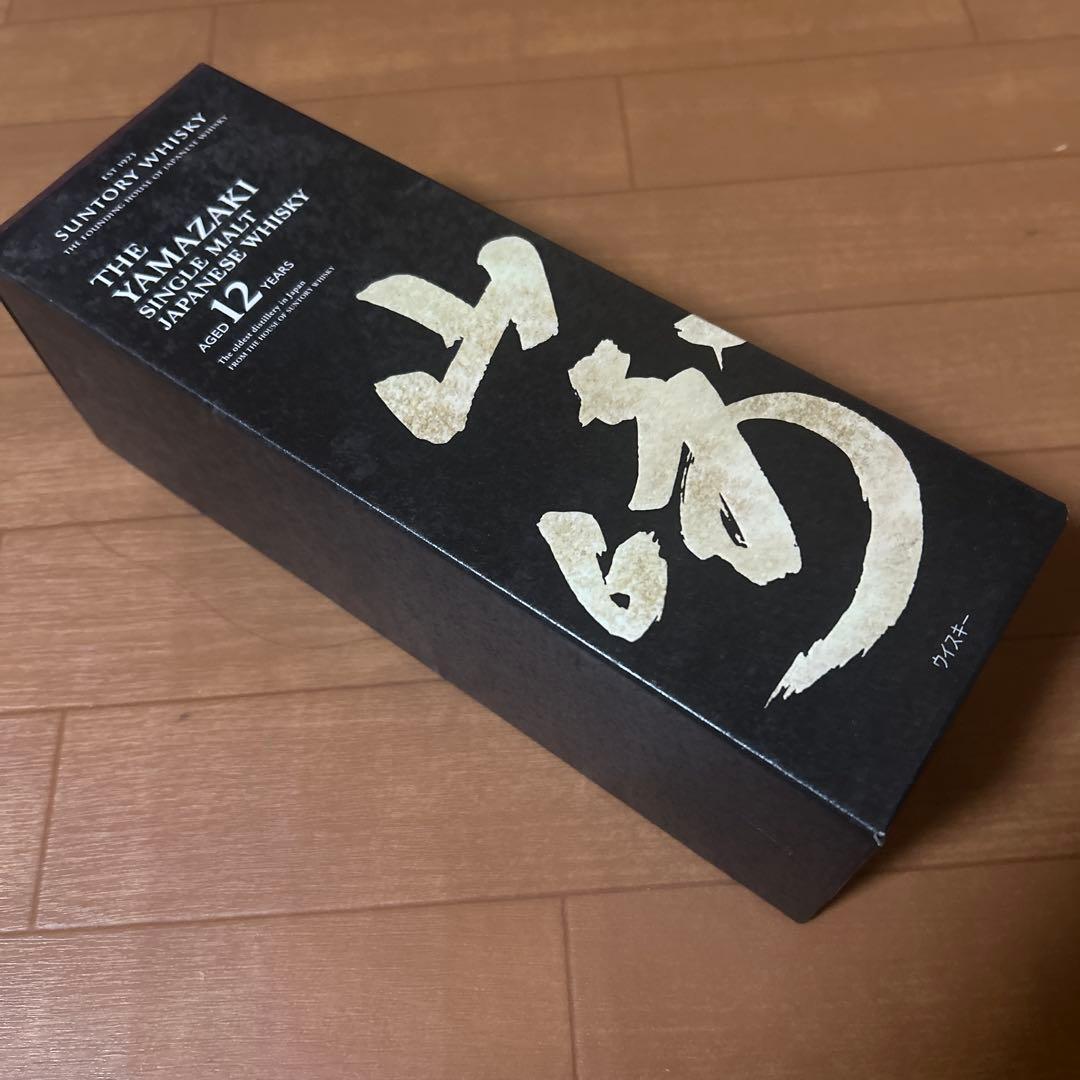 EST 1923
SUNTORY WHISKY
THE FOUNDING HOUSE OF JAPANESE WHISKY
THE
YAMAZAKI
SINGLE MALT
JAPANESE WHISKY
AGED 12 YEARS
The oldest distillery in Japan
FROM THE HOUSE OF SUNTORY WHISKY
山崎
ウイスキー